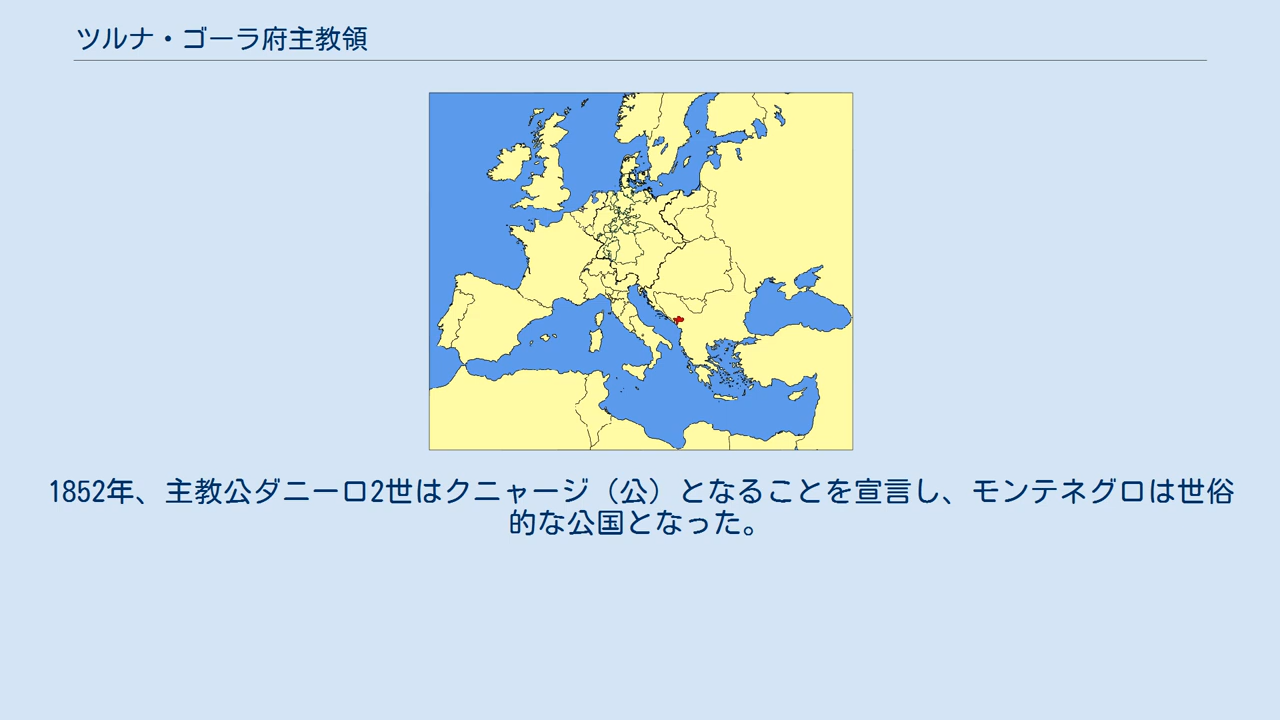 ツルナ・ゴーラ府主教領
1852年、主教公ダニーロ2世はクニャージ（公）となることを宣言し、モンテネグロは世俗
的な公国となった。